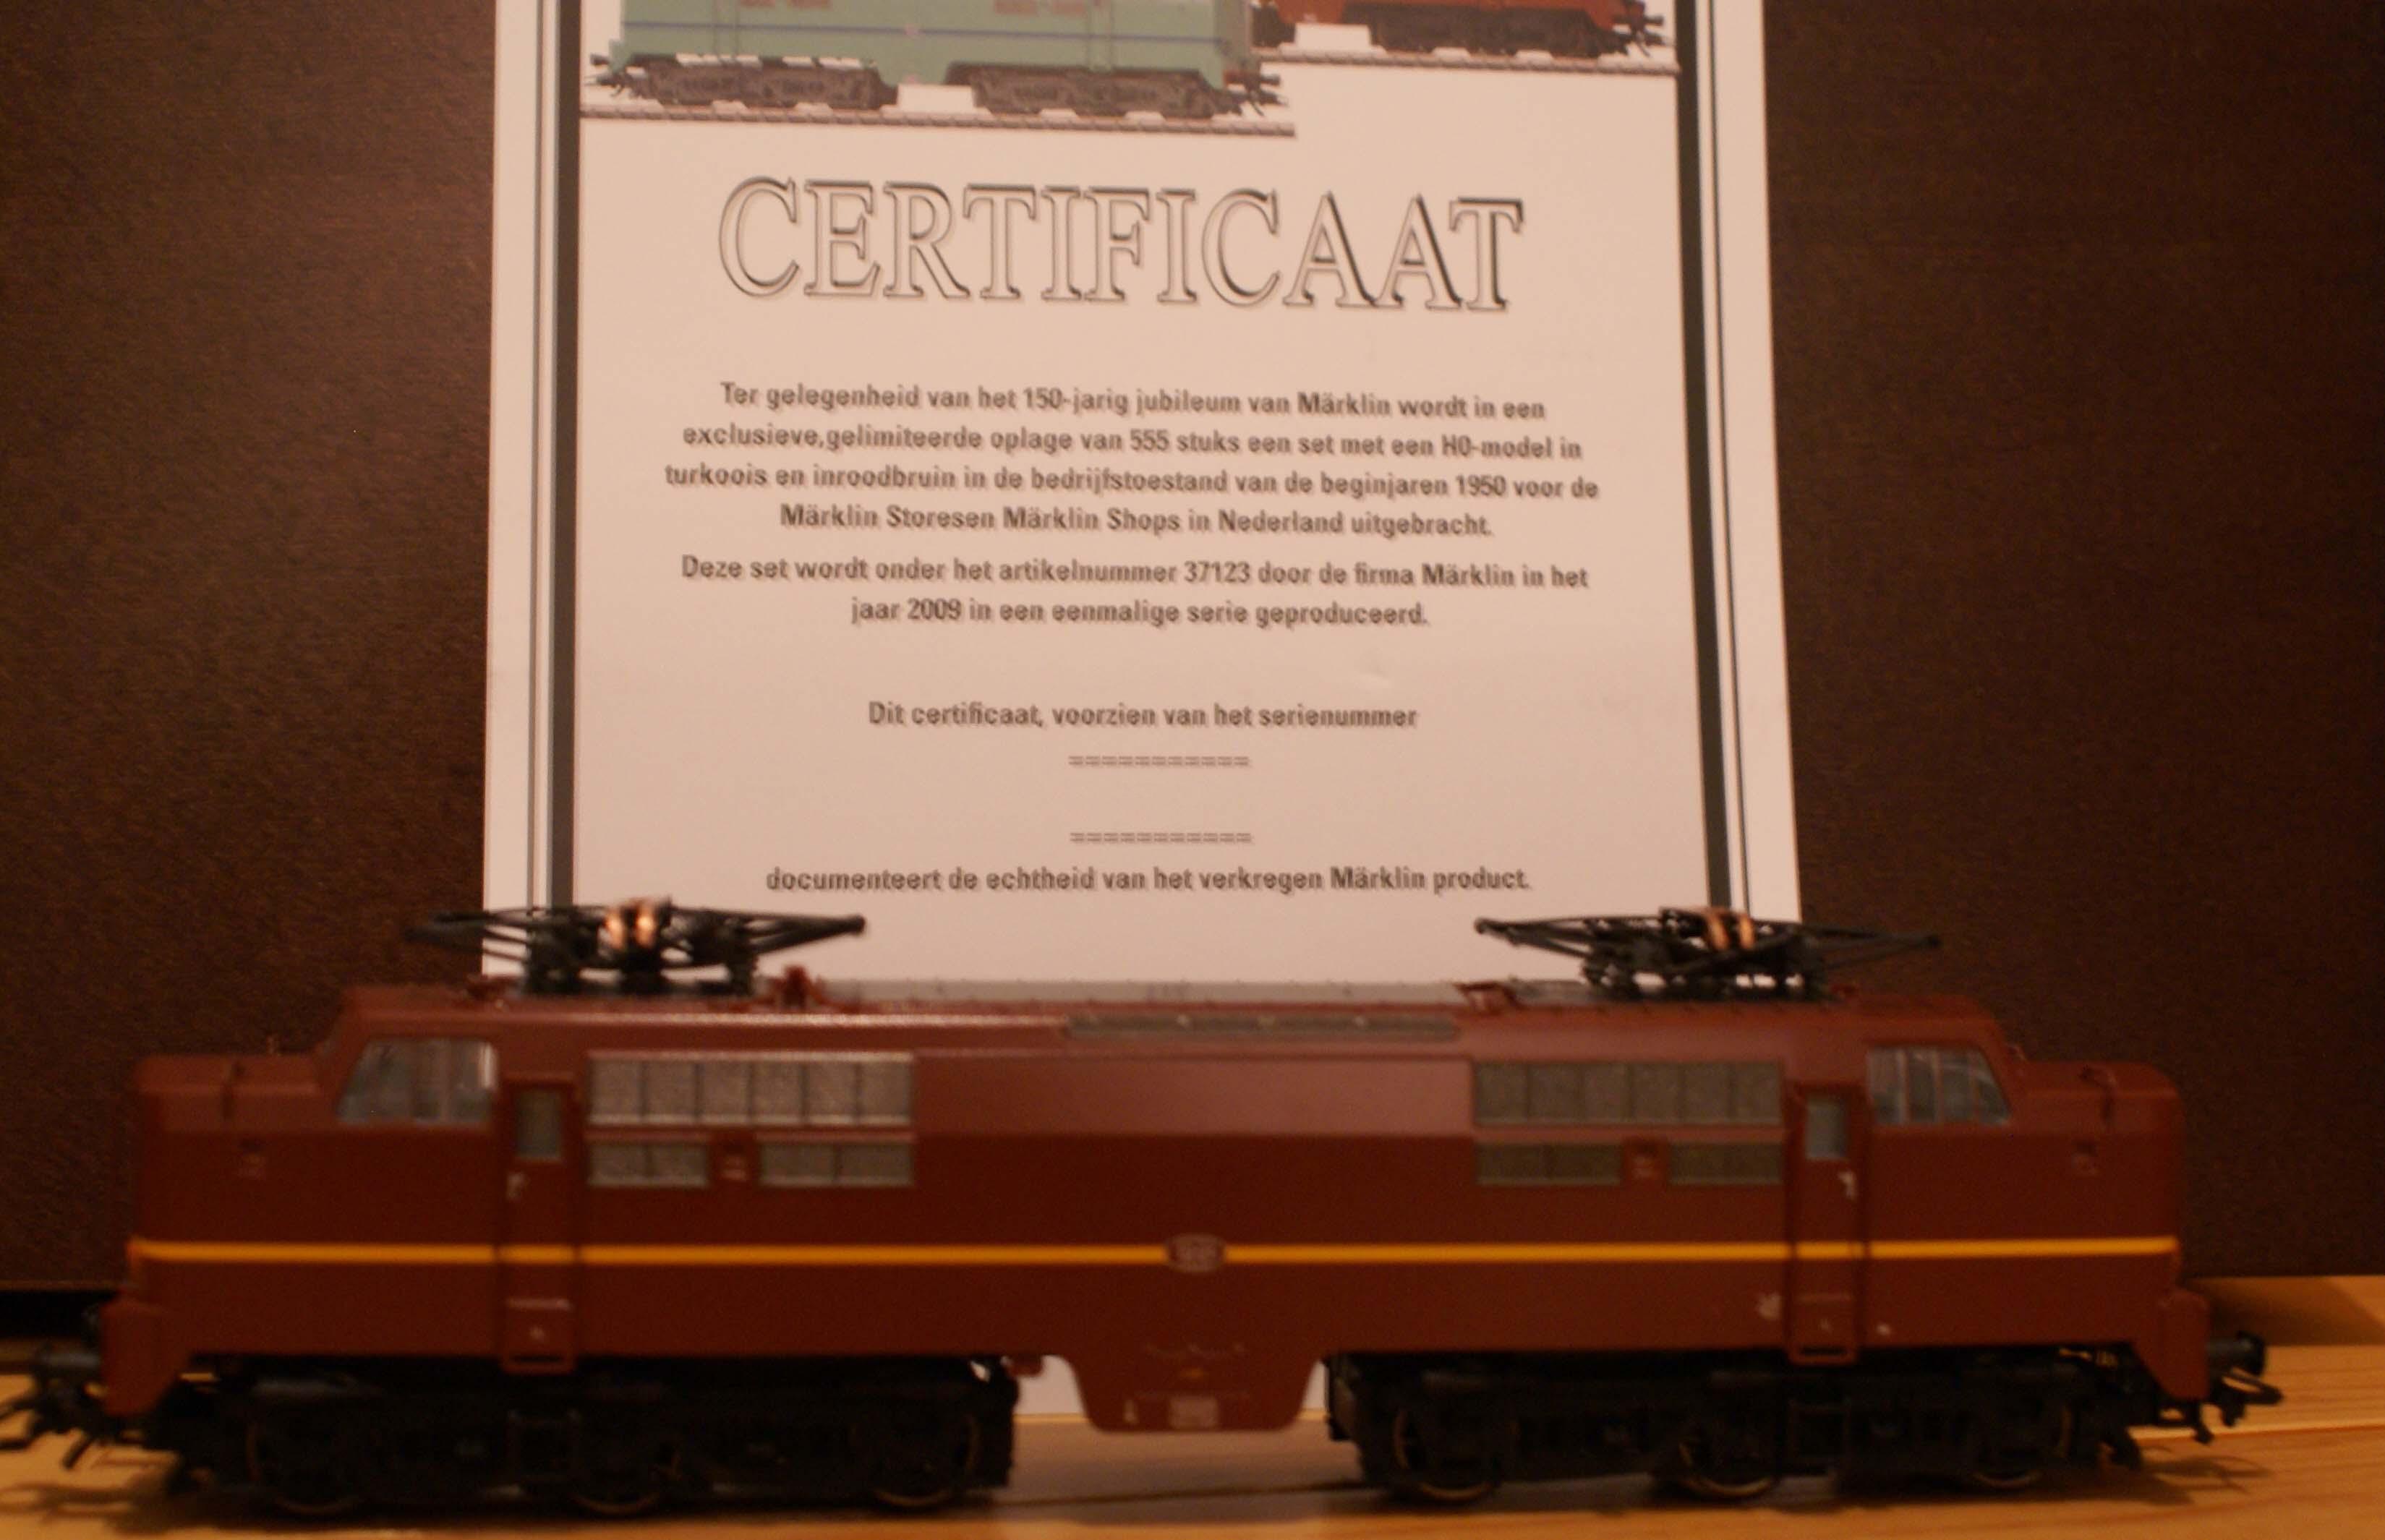 CERTIFICAAT
Ter gelegenheid van het 150-jarig jubileum van Märklin wordt in een
exclusieve,gelimiteerde oplage van 555 stuks een set met een H0-model in
turkoois en inroodbruin in de bedrijfstoestand van de beginjaren 1950 voor de
Märklin Storesen Märklin Shops in Nederland uitgebracht.
Deze set wordt onder het artikelnummer 37123 door de firma Märklin in het
jaar 2009 in een eenmalige serie geproduceerd.
Dit certificaat, voorzien van het serienummer
===========
===========
documenteert de echtheid van het verkregen Märklin product.